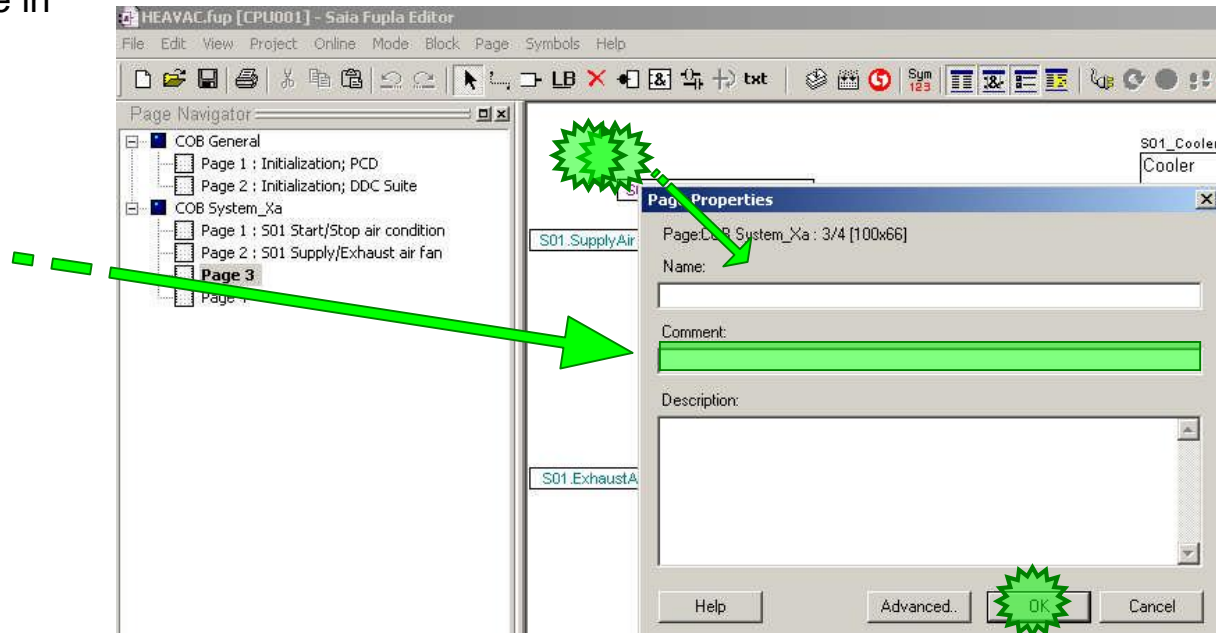 e in
HEAVAC.fup [CPU001] - Saia Fupla Editor
File Edit View Project Online Mode Block Page Symbols Help
LB & txt Sym 123 &
Page Navigator
COB General
Page 1 : Initialization; PCD
Page 2 : Initialization; DDC Suite
COB System_Xa
Page 1 : S01 Start/Stop air condition
Page 2 : S01 Supply/Exhaust air fan
Page 3
Page
S01_Cooler
Cooler
S01.SupplyAir
S01.ExhaustA
Page Properties
Page:COB System_Xa : 3/4 [100x66]
Name:
Comment:
Description:
Help
Advanced..
OK
Cancel